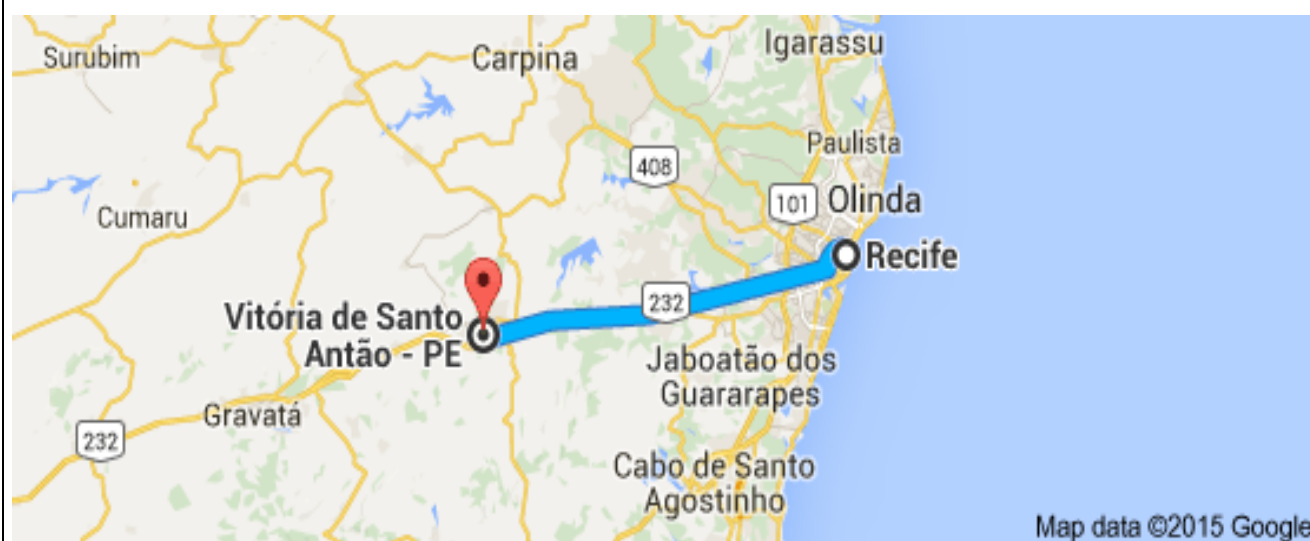 Igarassu
Surubim
Carpina
Paulista
408
101
Olinda
Cumaru
Recife
232
Vitória de Santo
Antão - PE
Jaboatão dos
Guararapes
Gravatá
232
Cabo de Santo
Agostinho
Map data ©2015 Google